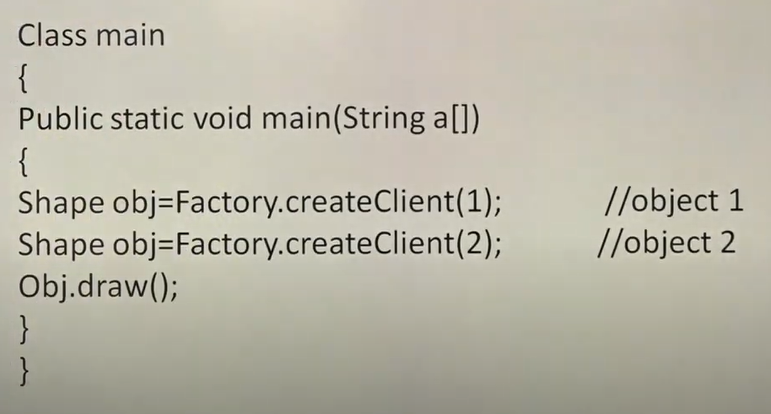 Class main
{
Public static void main(String a[])
{
Shape obj=Factory.createClient(1); //object 1
Shape obj=Factory.createClient(2); //object 2
Obj.draw();
}
}